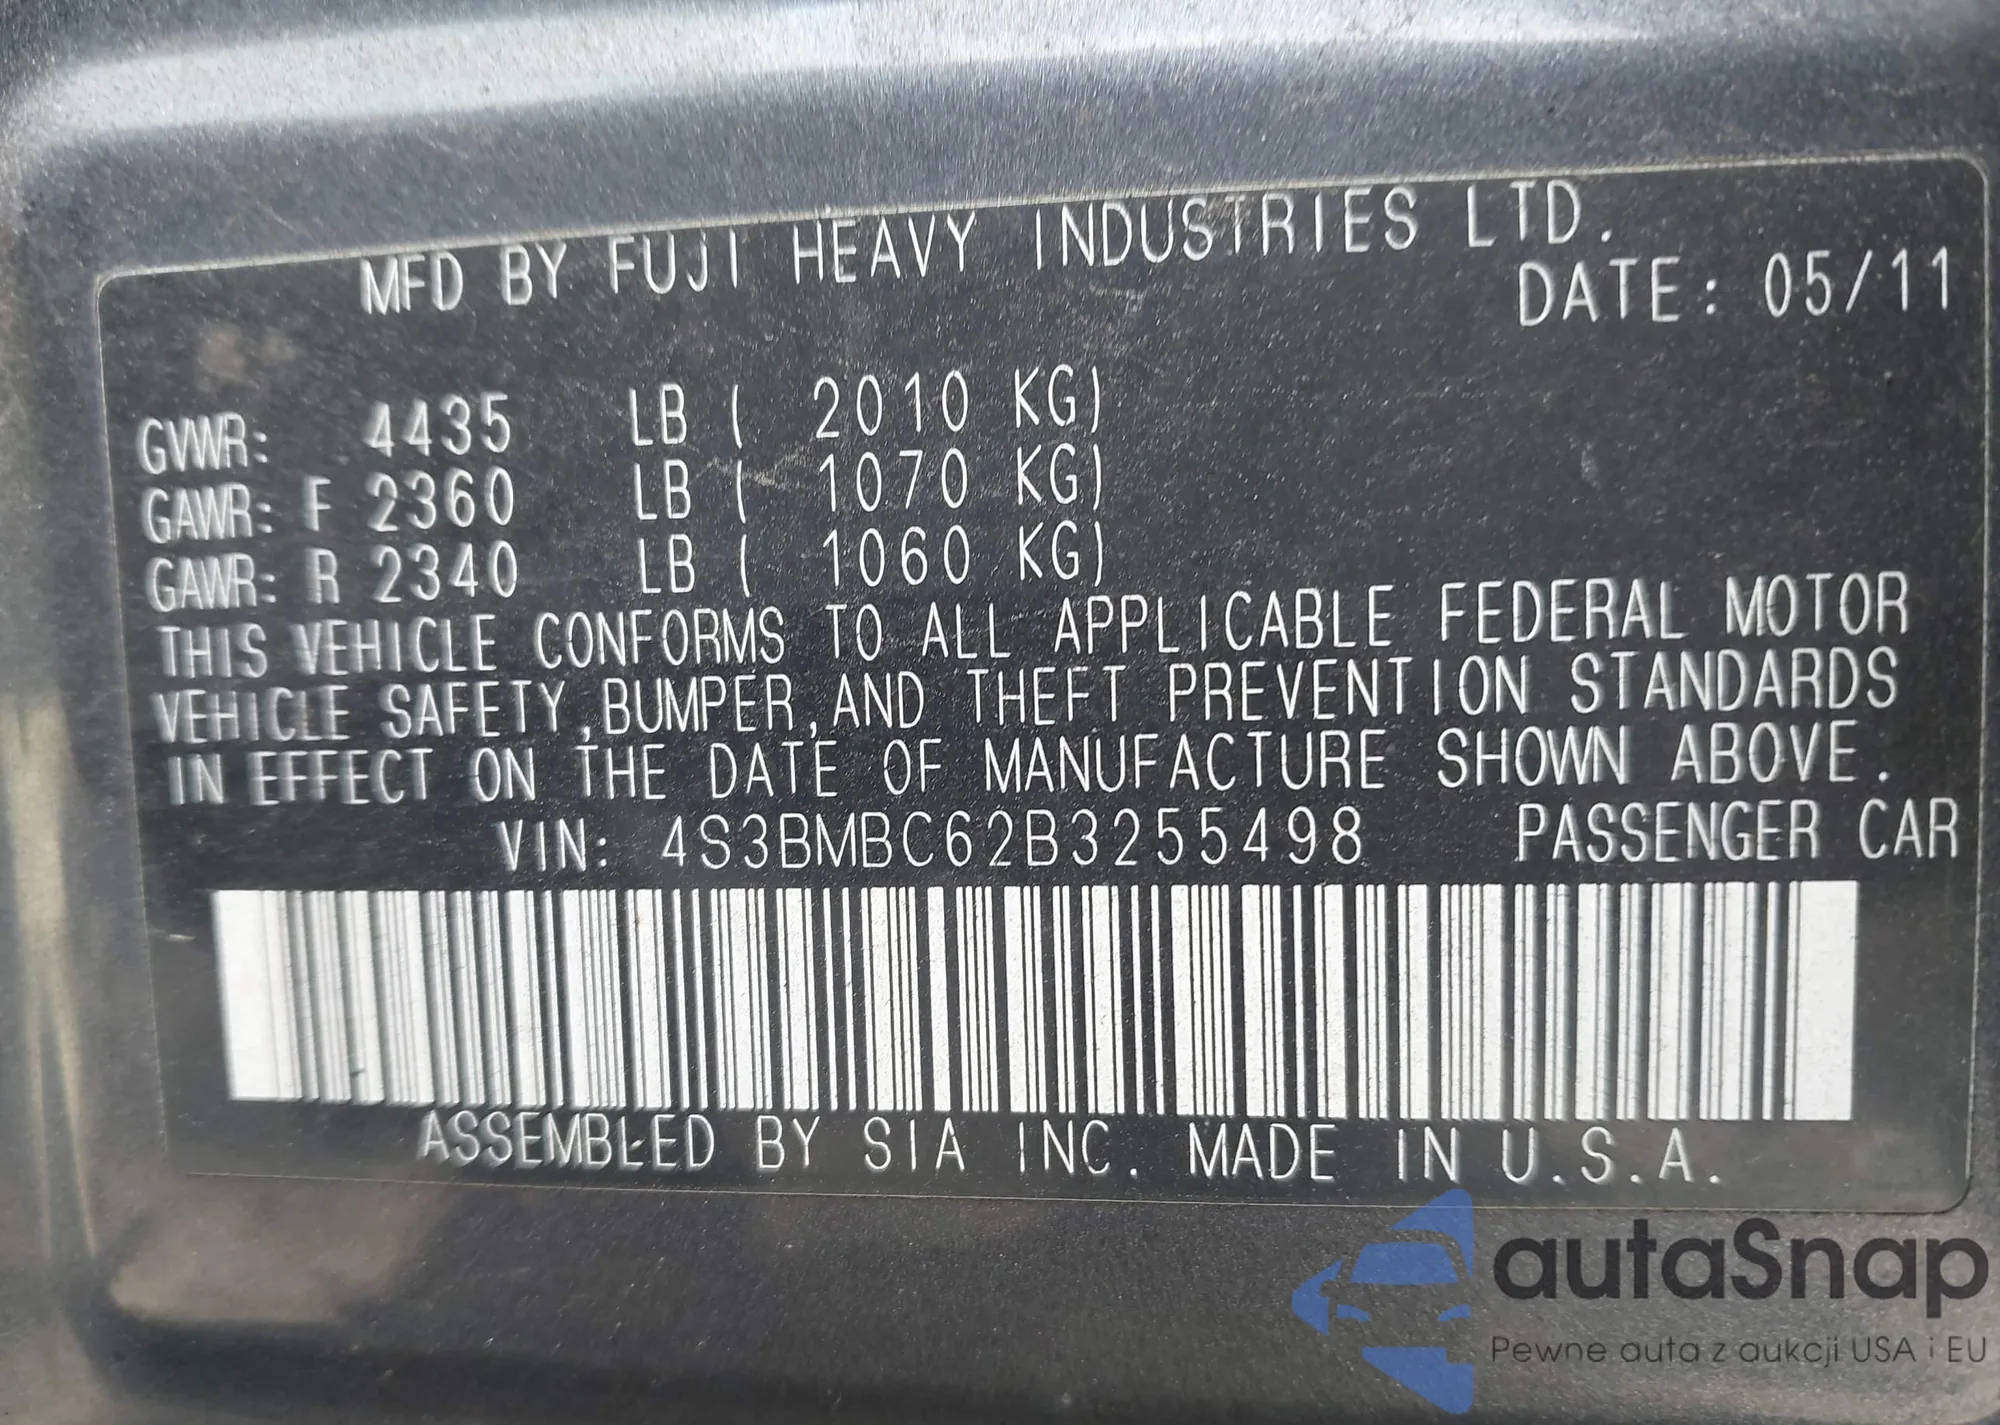 MFD BY FUJI HEAVY INDUSTRIES LTD.
DATE: 05/11
GVWR: 4435 LB ( 2010 KG)
GAWR: F 2360 LB ( 1070 KG)
GAWR: R 2340 LB ( 1060 KG)
THIS VEHICLE CONFORMS TO ALL APPLICABLE FEDERAL MOTOR
VEHICLE SAFETY,BUMPER,AND THEFT PREVENTION STANDARDS
IN EFFECT ON THE DATE OF MANUFACTURE SHOWN ABOVE.
VIN: 4S3BMBC62B3255498 PASSENGER CAR
ASSEMBLED BY SIA INC. MADE IN U.S.A.
autaSnap
Pewne auta z aukcji USA i EU